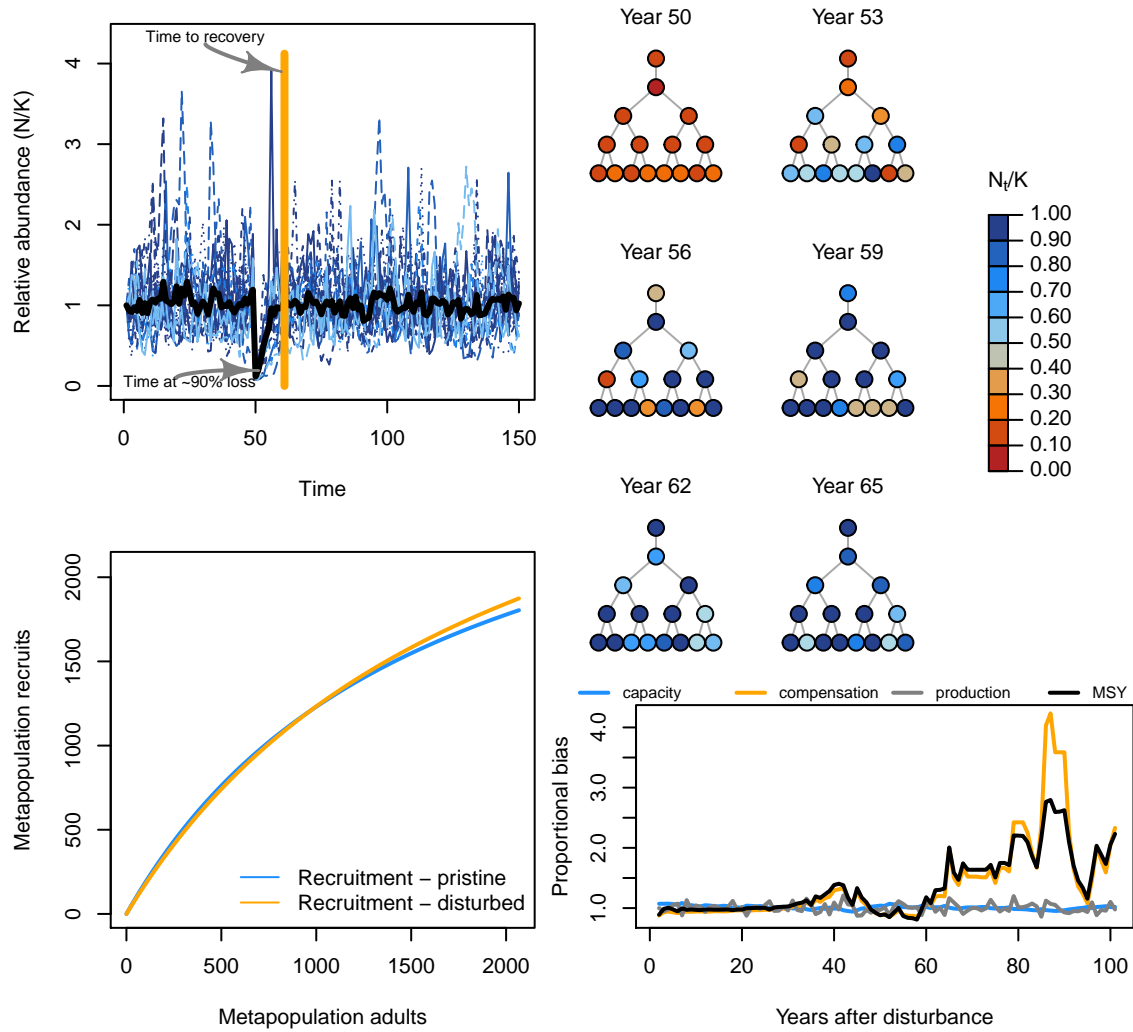 Time to recovery
Time at ~90% loss
Relative abundance (N/K)
0
1
2
3
4
0 50 100 150
Time
Year 50 Year 53
Year 56 Year 59
Year 62 Year 65
Nt/K
1.00
0.90
0.80
0.70
0.60
0.50
0.40
0.30
0.20
0.10
0.00
Metapopulation recruits
0
500
1000
1500
2000
Recruitment − pristine
Recruitment − disturbed
0 500 1000 1500 2000
Metapopulation adults
capacity compensation production MSY
Proportional bias
1.0
2.0
3.0
4.0
0 20 40 60 80 100
Years after disturbance